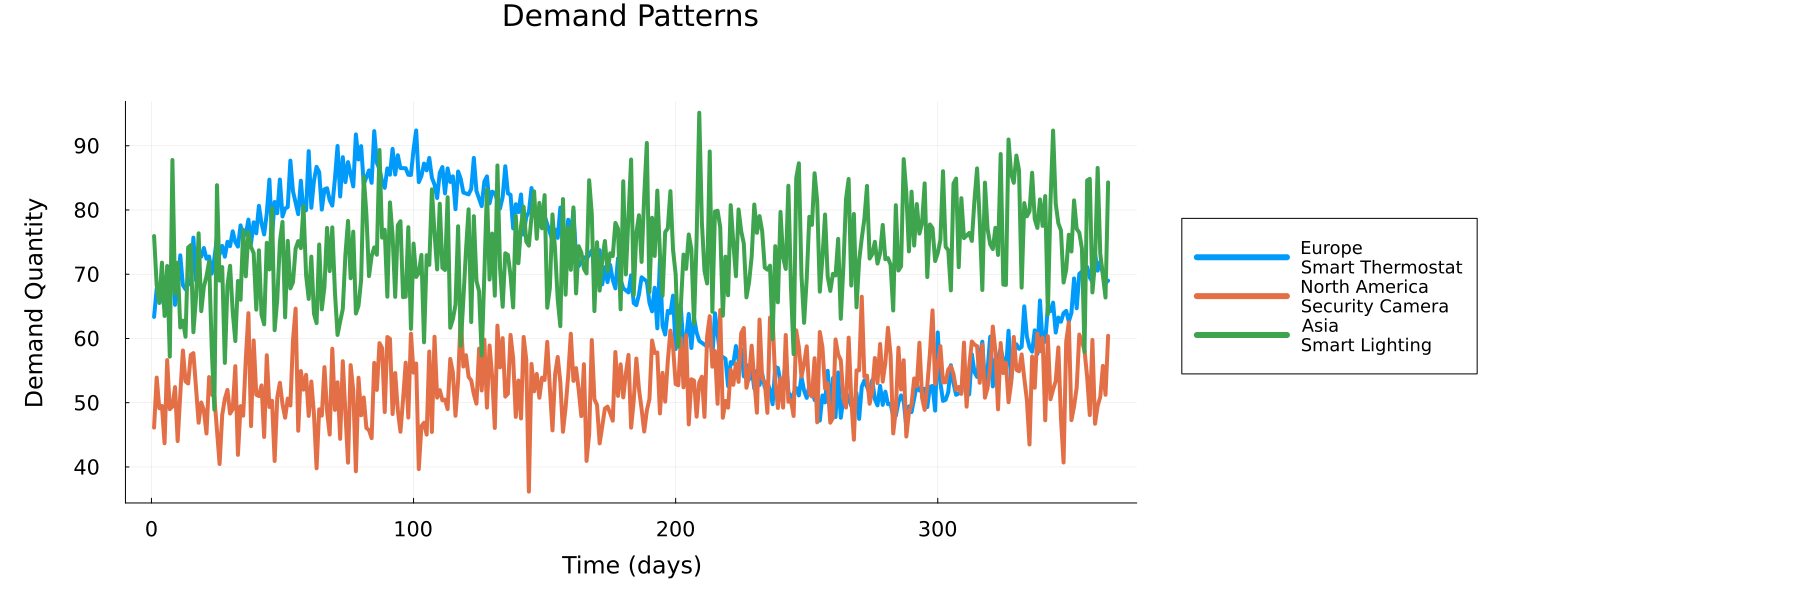 Demand Patterns
Demand Quantity
90
80
70
60
50
40
0
100
200
300
Time (days)
Europe
Smart Thermostat
North America
Security Camera
Asia
Smart Lighting